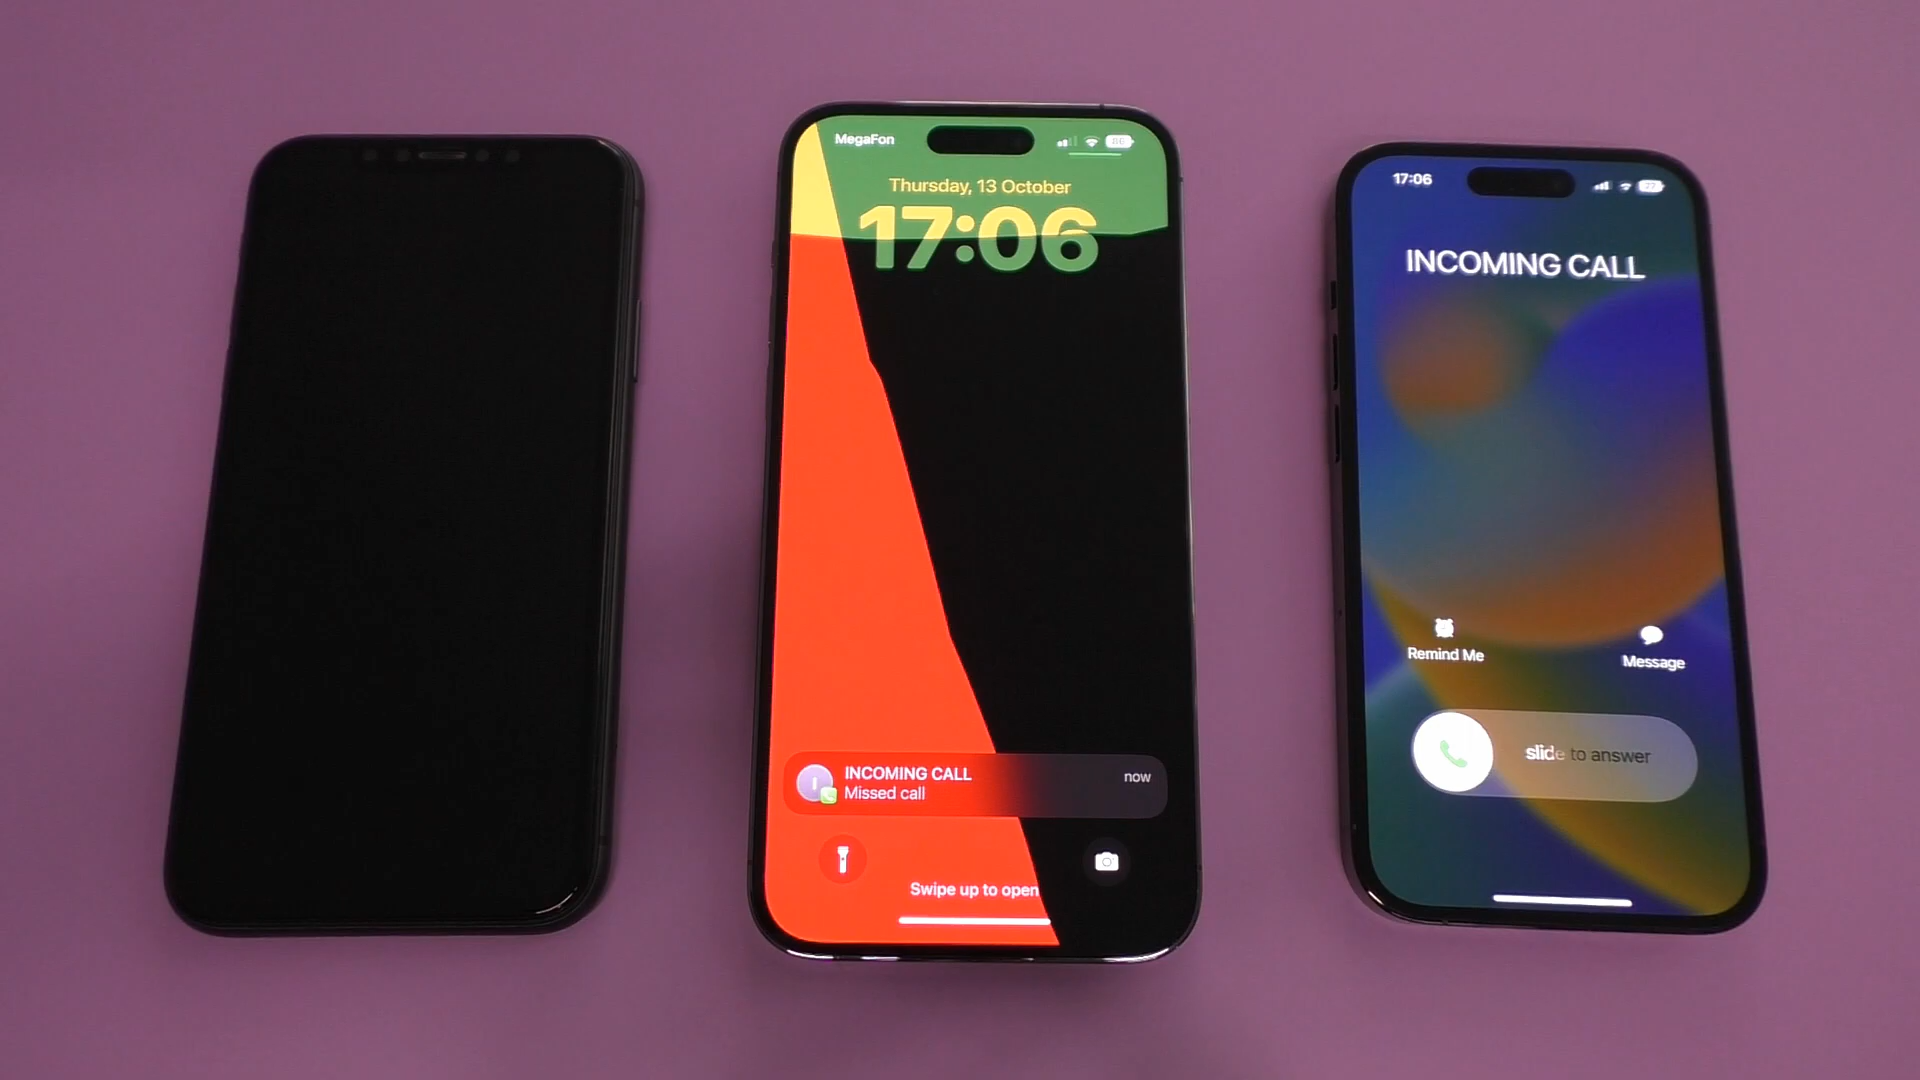 MegaFon
Thursday, 13 October
17:06
INCOMING CALL
Missed call
now
Swipe up to open
17:06
77
INCOMING CALL
Remind Me
Message
slide to answer